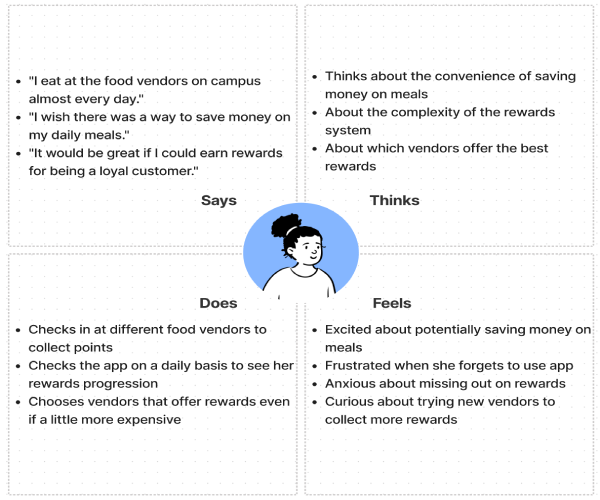 • "I eat at the food vendors on campus
almost every day."
• "I wish there was a way to save money on
my daily meals."
• "It would be great if I could earn rewards
for being a loyal customer."
Says
• Thinks about the convenience of saving
money on meals
• About the complexity of the rewards
system
• About which vendors offer the best
rewards
Thinks
Does
• Checks in at different food vendors to
collect points
• Checks the app on a daily basis to see her
rewards progression
• Chooses vendors that offer rewards even
if a little more expensive
Feels
• Excited about potentially saving money on
meals
• Frustrated when she forgets to use app
• Anxious about missing out on rewards
• Curious about trying new vendors to
collect more rewards